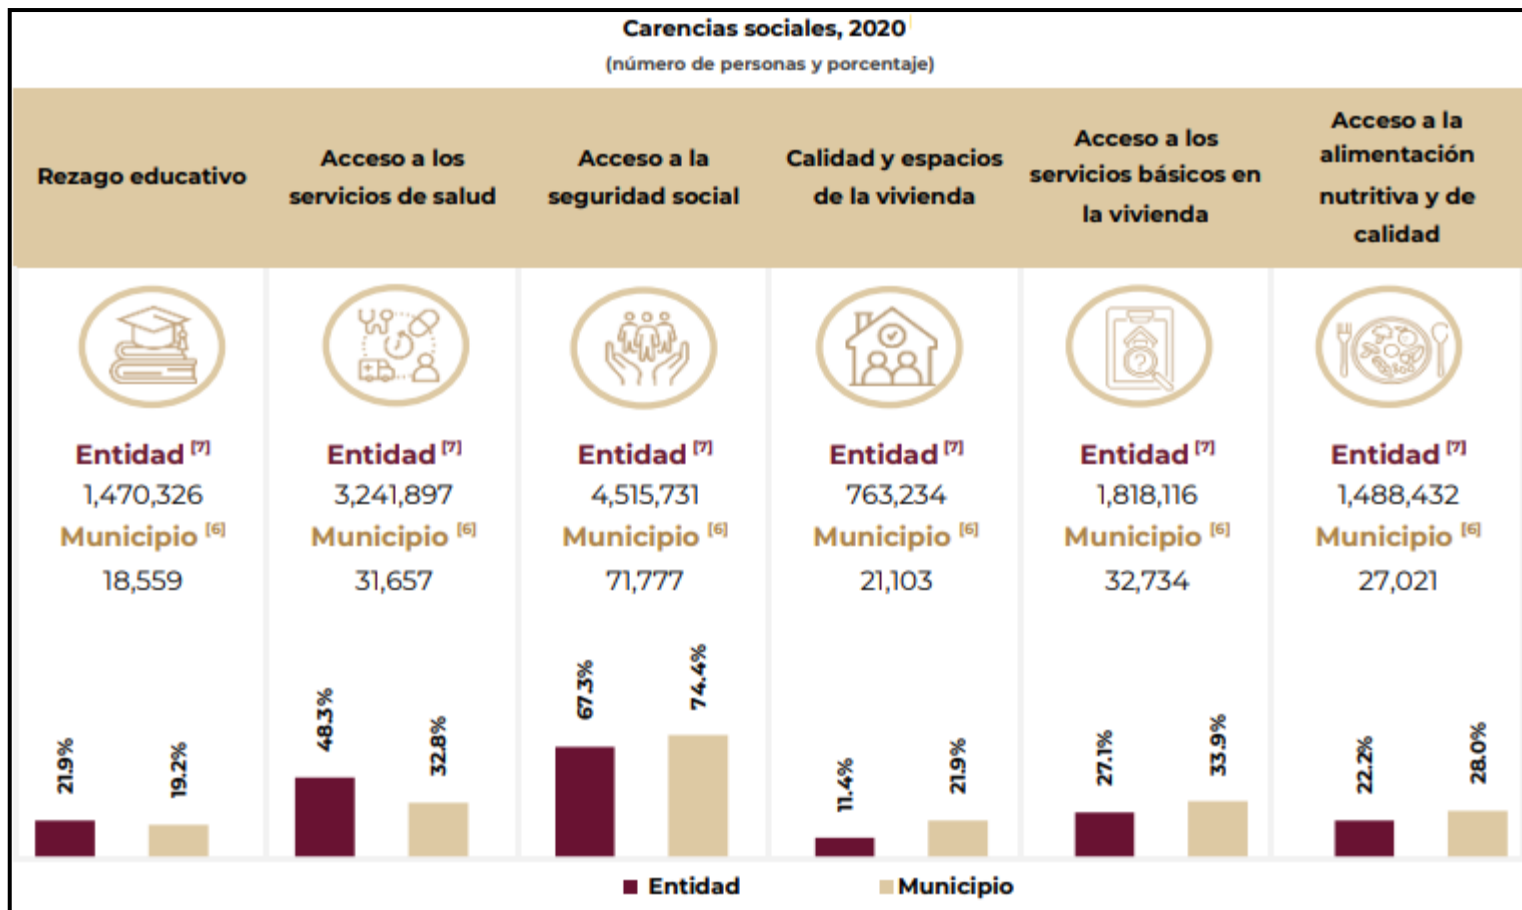 Carencias sociales, 2020
(número de personas y porcentaje)
Rezago educativo
Acceso a los
servicios de salud
Acceso a la
seguridad social
Calidad y espacios
de la vivienda
Acceso a los
servicios básicos en
la vivienda
Acceso a la
alimentación
nutritiva y de
calidad
Entidad [7]
1,470,326
Municipio [6]
18,559
21.9%
19.2%
Entidad [7]
3,241,897
Municipio [6]
31,657
48.3%
32.8%
Entidad [7]
4,515,731
Municipio [6]
71,777
67.3%
74.4%
Entidad [7]
763,234
Municipio [6]
21,103
11.4%
21.9%
Entidad [7]
1,818,116
Municipio [6]
32,734
27.1%
33.9%
Entidad [7]
1,488,432
Municipio [6]
27,021
22.2%
28.0%
Entidad
Municipio